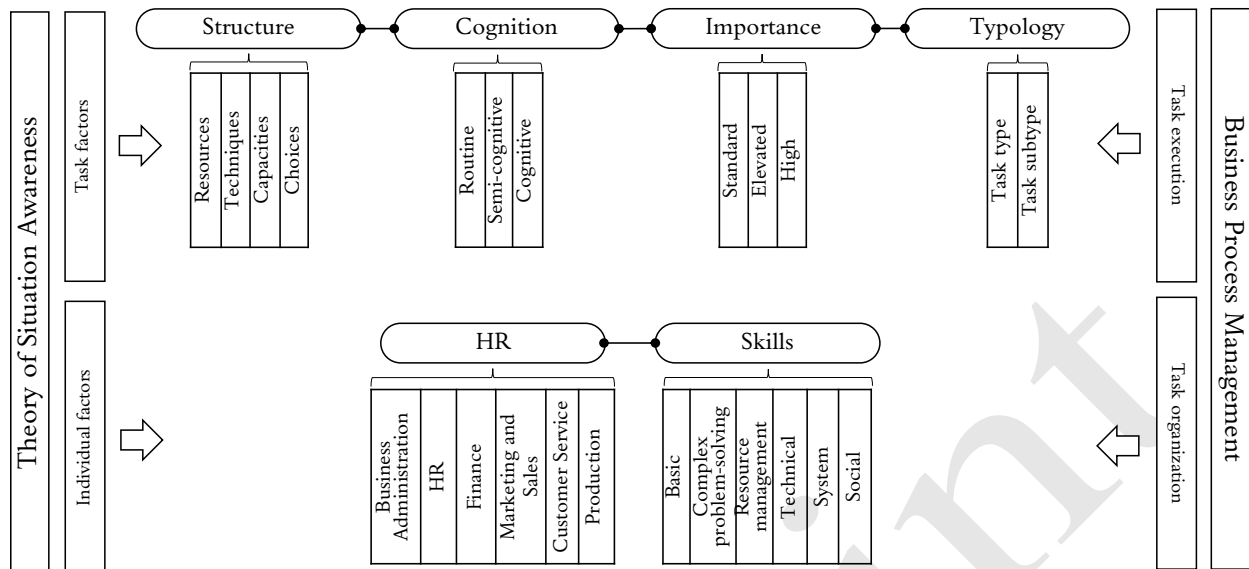 Theory of Situation Awareness
Task factors
Individual factors
Structure
Cognition
Importance
Typology
Resources
Techniques
Capacities
Choices
Routine
Semi-cognitive
Cognitive
Standard
Elevated
High
Task type
Task subtype
HR
Skills
Business
Administration
HR
Finance
Marketing and
Sales
Customer Service
Production
Basic
Complex
problem-solving
Resource
management
Technical
System
Social
Task execution
Task organization
Business Process Management
int